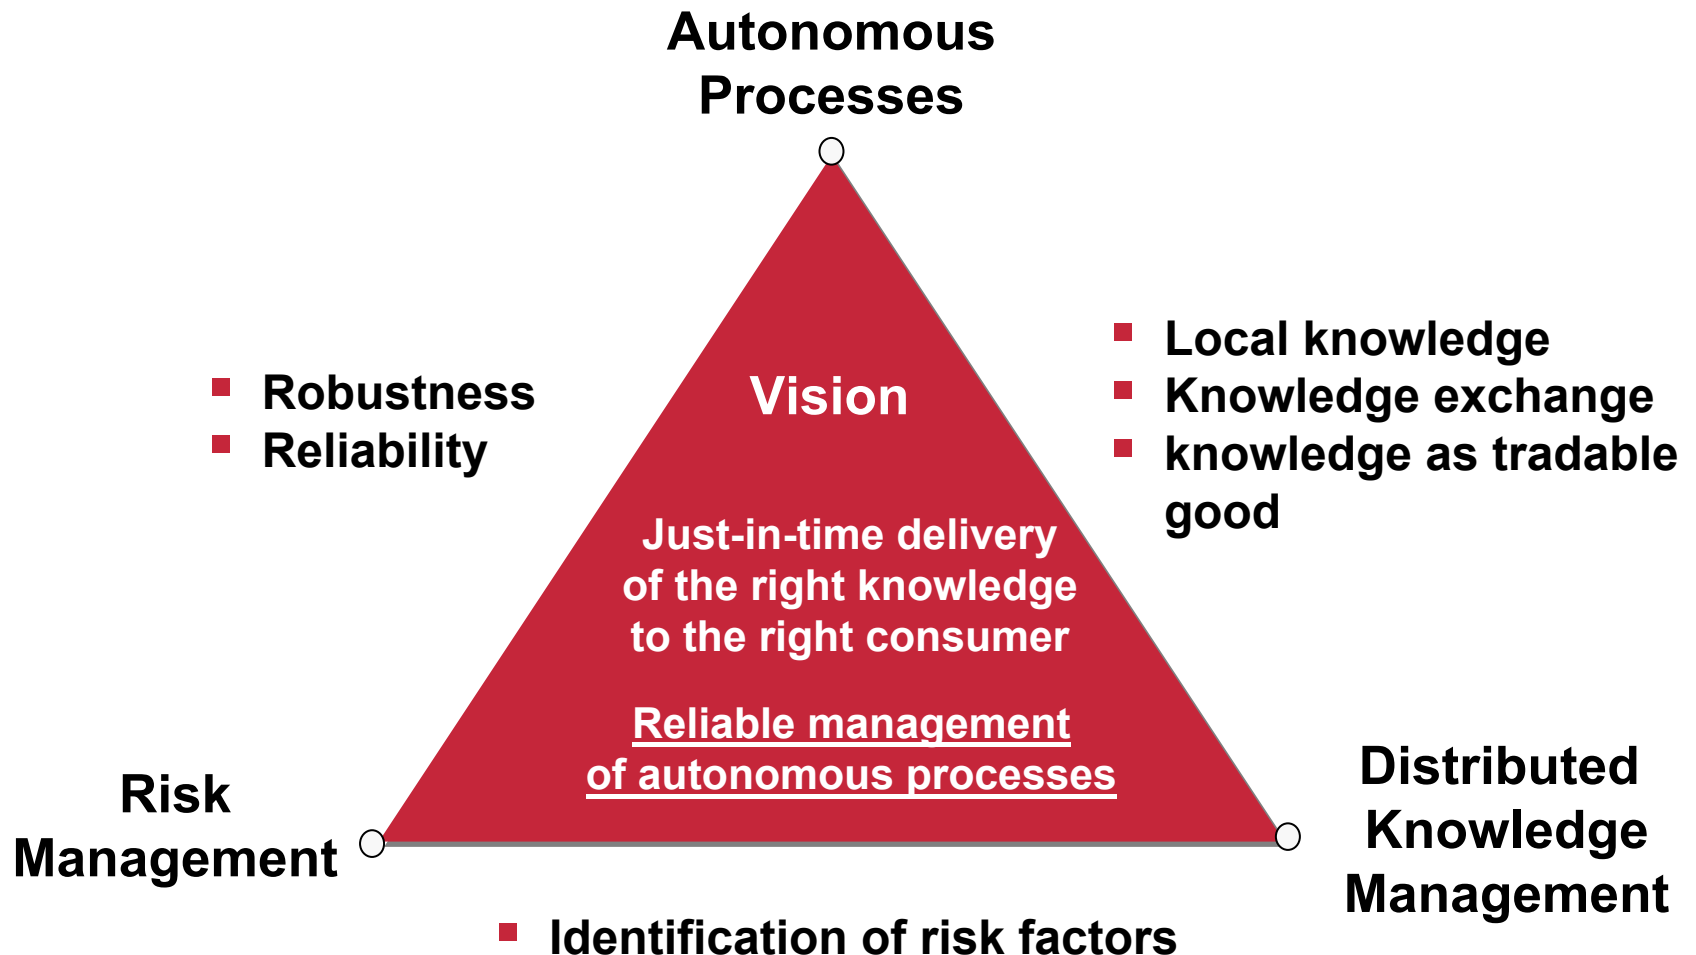 Autonomous
Processes
Robustness
Reliability
Vision
Just-in-time delivery
of the right knowledge
to the right consumer
Reliable management
of autonomous processes
Local knowledge
Knowledge exchange
knowledge as tradable
good
Risk
Management
Distributed
Knowledge
Management
Identification of risk factors